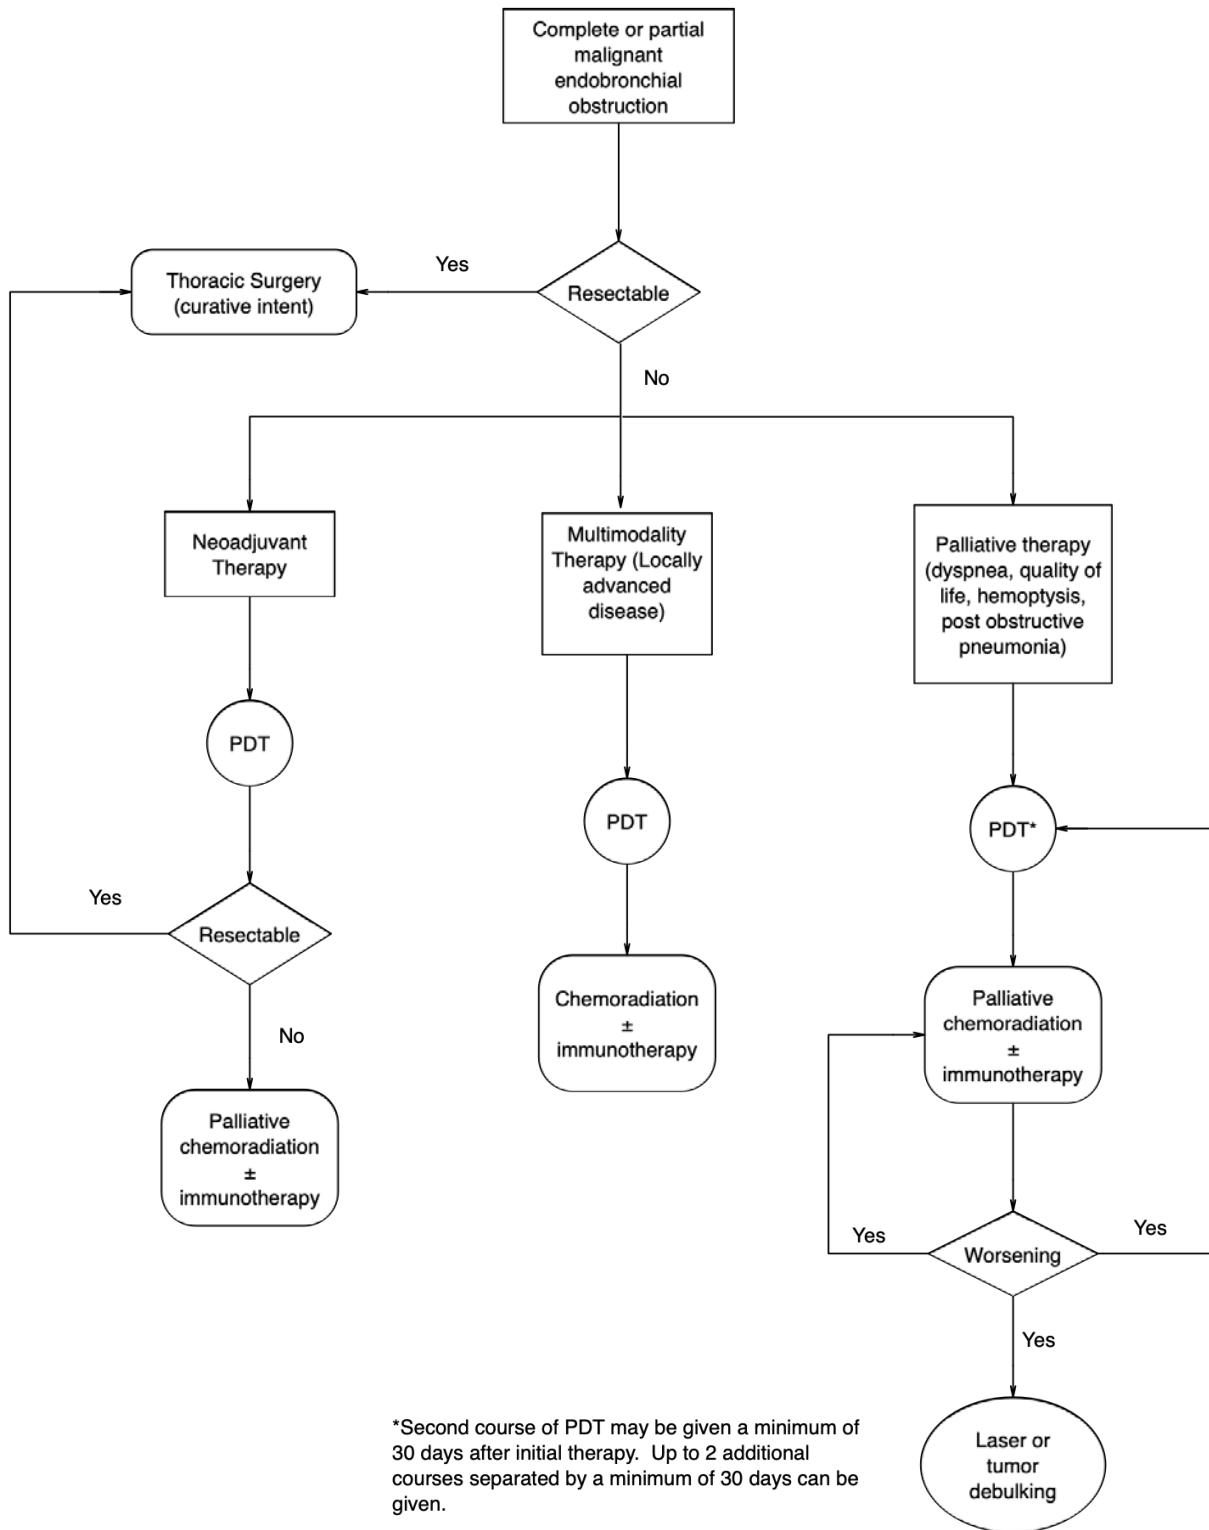 Complete or partial
malignant
endobronchial
obstruction
Resectable
Yes
Thoracic Surgery
(curative intent)
No
Neoadjuvant
Therapy
Multimodality
Therapy (Locally
advanced
disease)
Palliative therapy
(dyspnea, quality of
life, hemoptysis,
post obstructive
pneumonia)
PDT
PDT
PDT*
Yes
Resectable
No
Palliative
chemoradiation
±
immunotherapy
Chemoradiation
±
immunotherapy
Palliative
chemoradiation
±
immunotherapy
Yes
Worsening
Yes
Yes
Laser or
tumor
debulking
*Second course of PDT may be given a minimum of
30 days after initial therapy.  Up to 2 additional
courses separated by a minimum of 30 days can be
given.